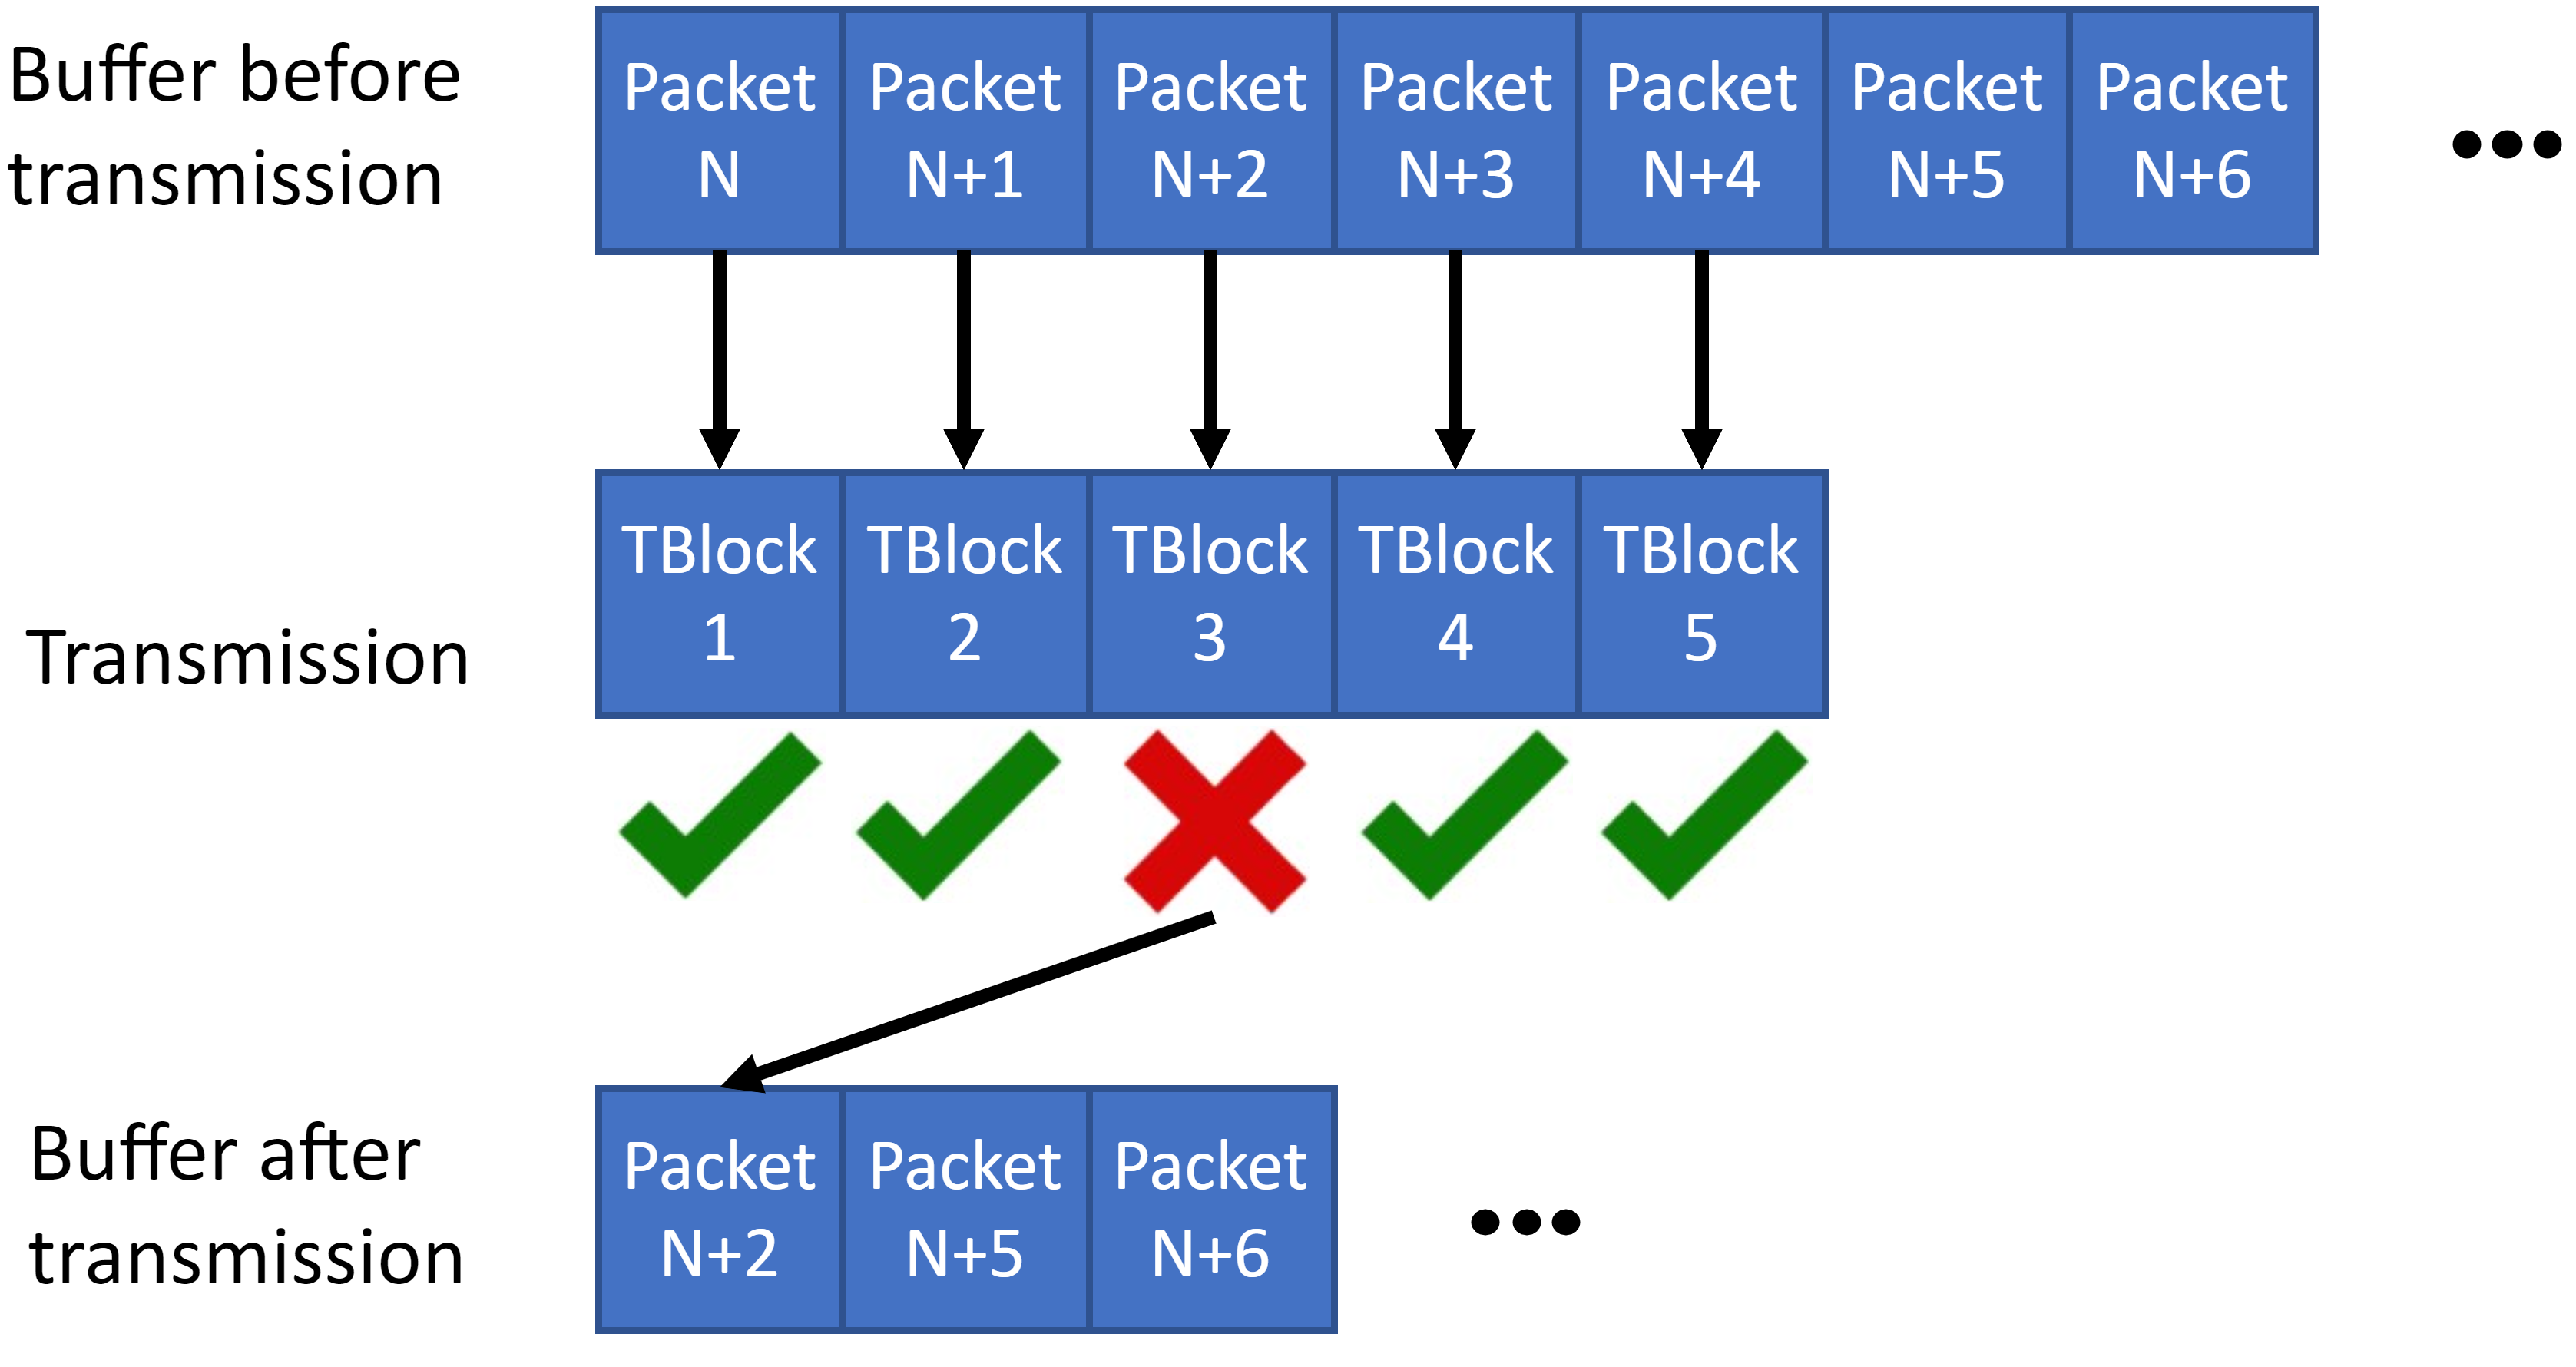 Buffer before
transmission
Packet
N
Packet
N+1
Packet
N+2
Packet
N+3
Packet
N+4
Packet
N+5
Packet
N+6
Transmission
TBlock
1
TBlock
2
TBlock
3
TBlock
4
TBlock
5
Buffer after
transmission
Packet
N+2
Packet
N+5
Packet
N+6